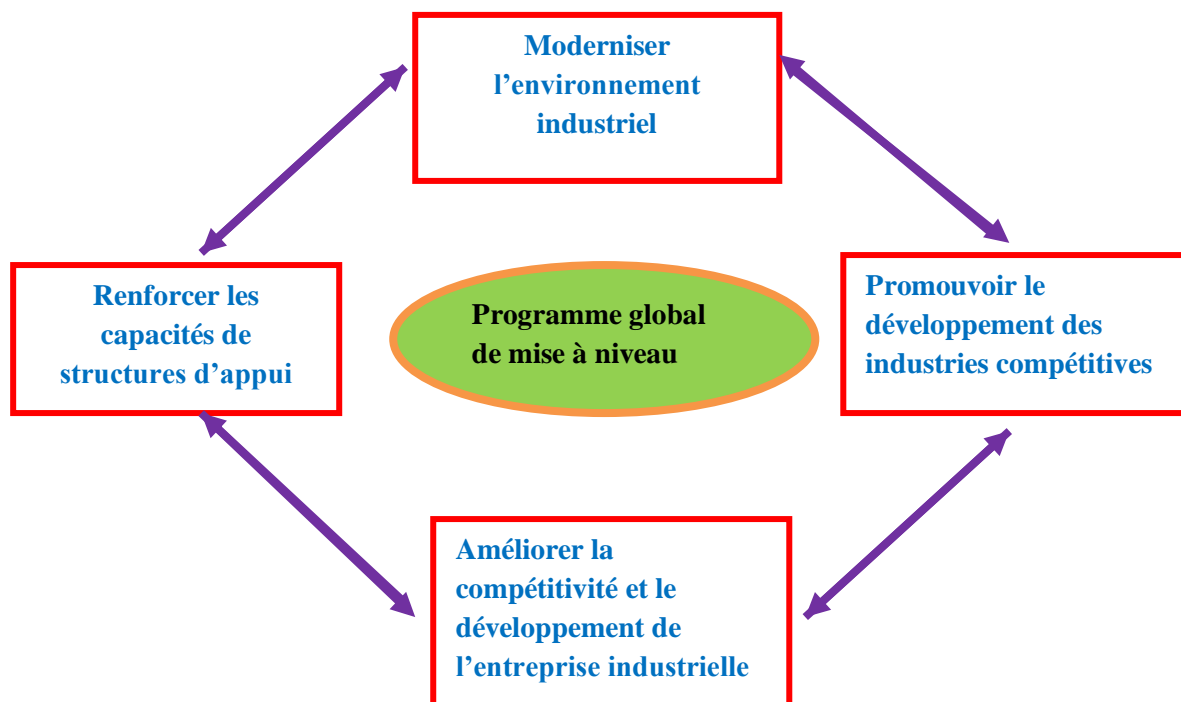 Moderniser
l’environnement
industriel
Renforcer les
capacités de
structures d’appui
Programme global
de mise à niveau
Promouvoir le
développement des
industries compétitives
Améliorer la
compétitivité et le
développement de
l’entreprise industrielle